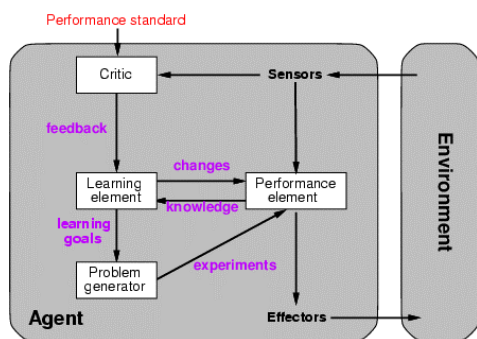 Performance standard
Critic
Sensors
feedback
changes
Learning
element
Performance
element
knowledge
learning
goals
Problem
generator
experiments
Agent
Effectors
Environment